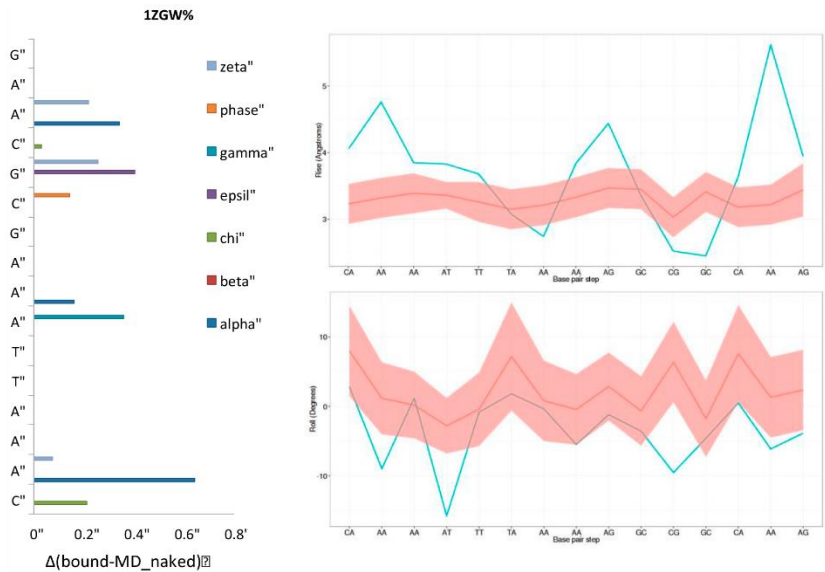 1ZGW%
G"
A"
A"
C"
G"
C"
G"
A"
A"
A"
T"
T"
A"
A"
A"
C"
0" 0.2" 0.4" 0.6" 0.8'
Δ(bound-MD_naked)⍰
zeta"
phase"
gamma"
epsil"
chi"
beta"
alpha"
Rise (Angstroms)
5
4
3
CA AA AA AT TT TA AA AA AG GC CG GC CA AA AG
Base pair step
Roll (Degrees)
10
0
-10
CA AA AA AT TT TA AA AA AG GC CG GC CA AA AG
Base pair step